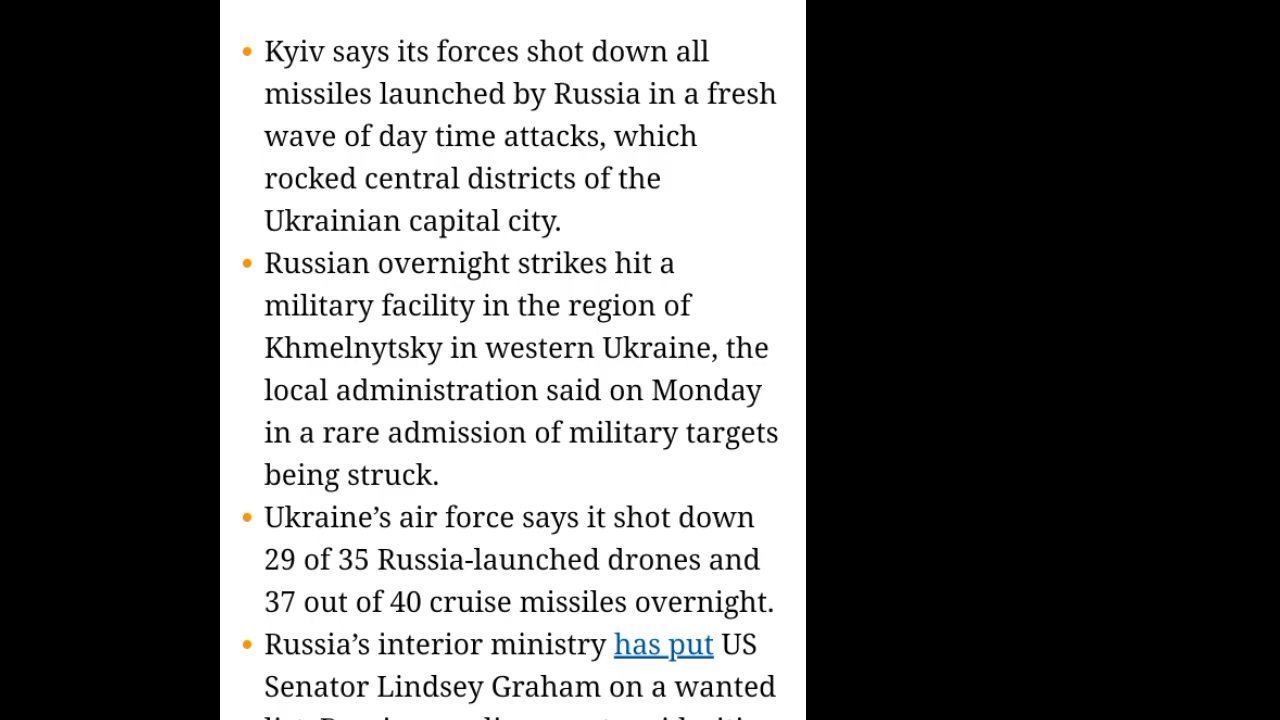 • Kyiv says its forces shot down all
missiles launched by Russia in a fresh
wave of day time attacks, which
rocked central districts of the
Ukrainian capital city.
• Russian overnight strikes hit a
military facility in the region of
Khmelnytsky in western Ukraine, the
local administration said on Monday
in a rare admission of military targets
being struck.
• Ukraine’s air force says it shot down
29 of 35 Russia-launched drones and
37 out of 40 cruise missiles overnight.
• Russia’s interior ministry has put US
Senator Lindsey Graham on a wanted